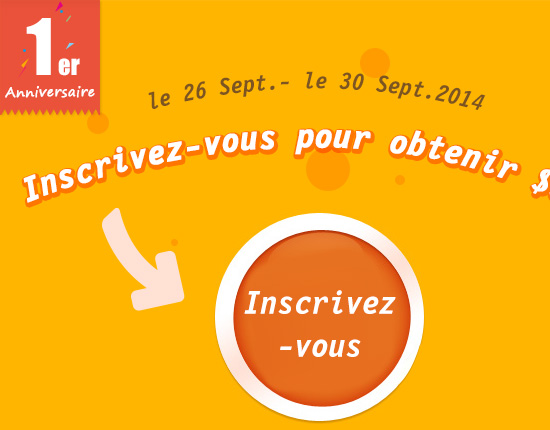 1er
Anniversaire
le 26 Sept.- le 30 Sept.2014
Inscrivez-vous pour obtenir $
Inscrivez
-vous